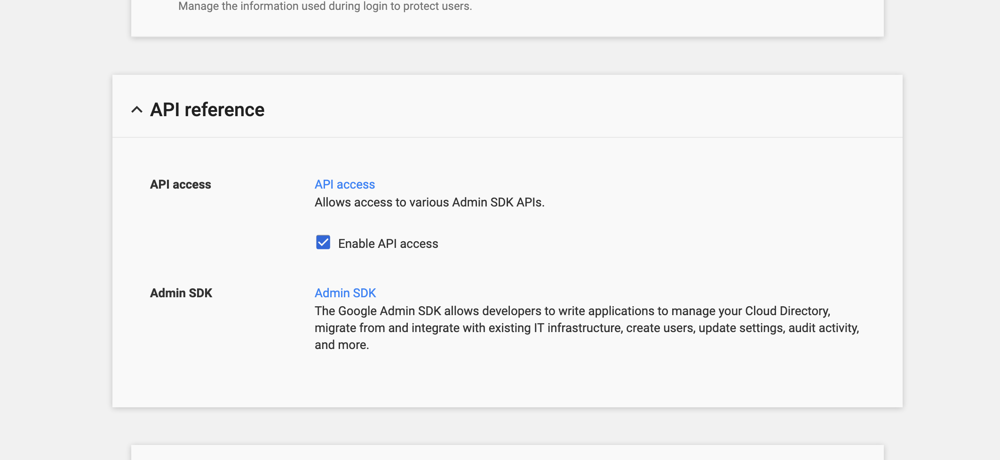 Manage the information used during login to protect users.
API reference
API access
API access
Allows access to various Admin SDK APIs.
Enable API access
Admin SDK
Admin SDK
The Google Admin SDK allows developers to write applications to manage your Cloud Directory,
migrate from and integrate with existing IT infrastructure, create users, update settings, audit activity,
and more.